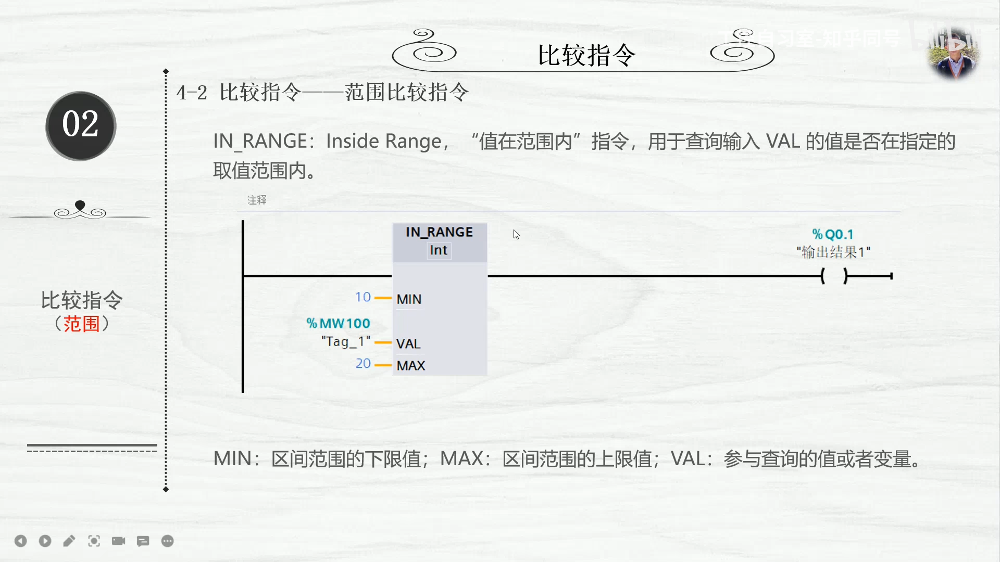 自习室-知乎同号
bilibili
比较指令
4-2 比较指令——范围比较指令
02
IN_RANGE：Inside Range，“值在范围内”指令，用于查询输入 VAL 的值是否在指定的
取值范围内。
注释
IN_RANGE
Int
%Q0.1
"输出结果1"
10
MIN
%MW100
"Tag_1"
VAL
20
MAX
比较指令
（范围）
MIN：区间范围的下限值；MAX：区间范围的上限值；VAL：参与查询的值或者变量。